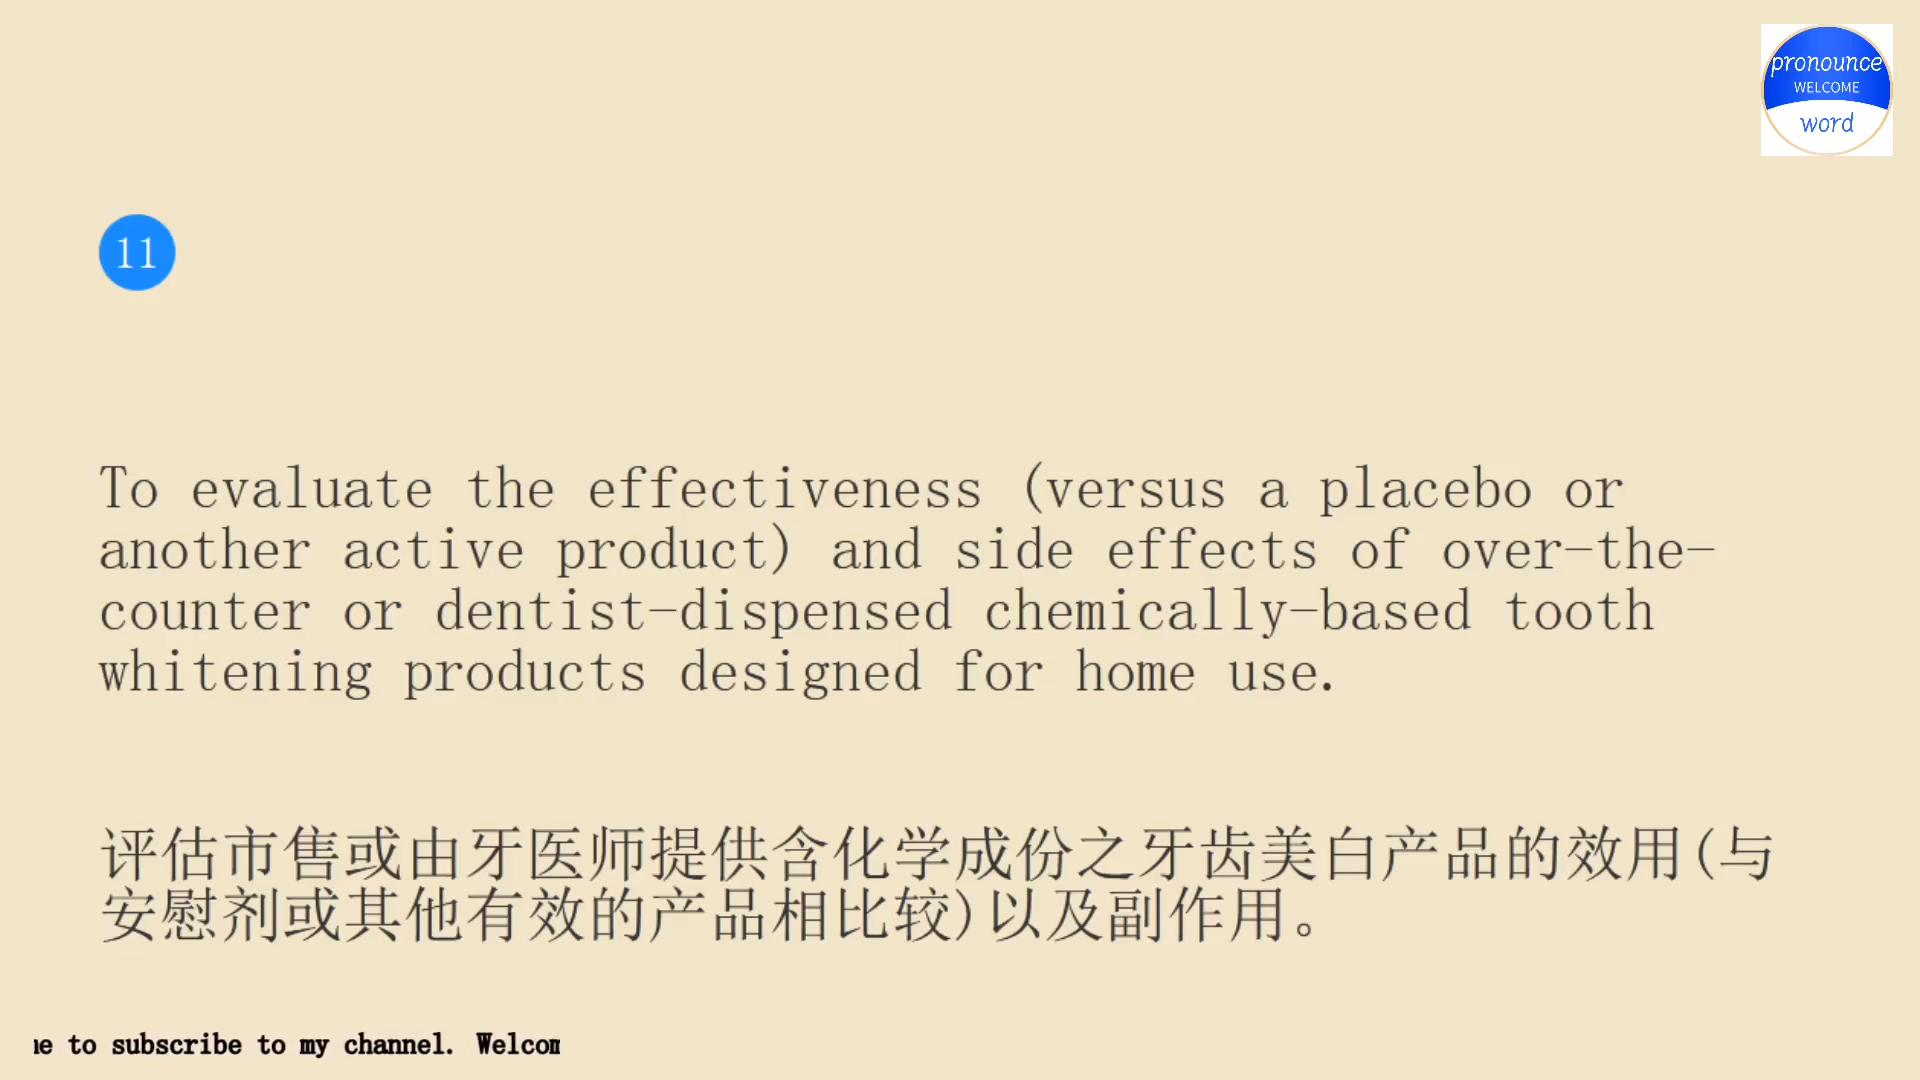 pronounce
WELCOME
word
11
To evaluate the effectiveness (versus a placebo or
another active product) and side effects of over-the-
counter or dentist-dispensed chemically-based tooth
whitening products designed for home use.
评估市售或由牙医师提供含化学成份之牙齿美白产品的效用(与
安慰剂或其他有效的产品相比较)以及副作用。
to subscribe to my channel.